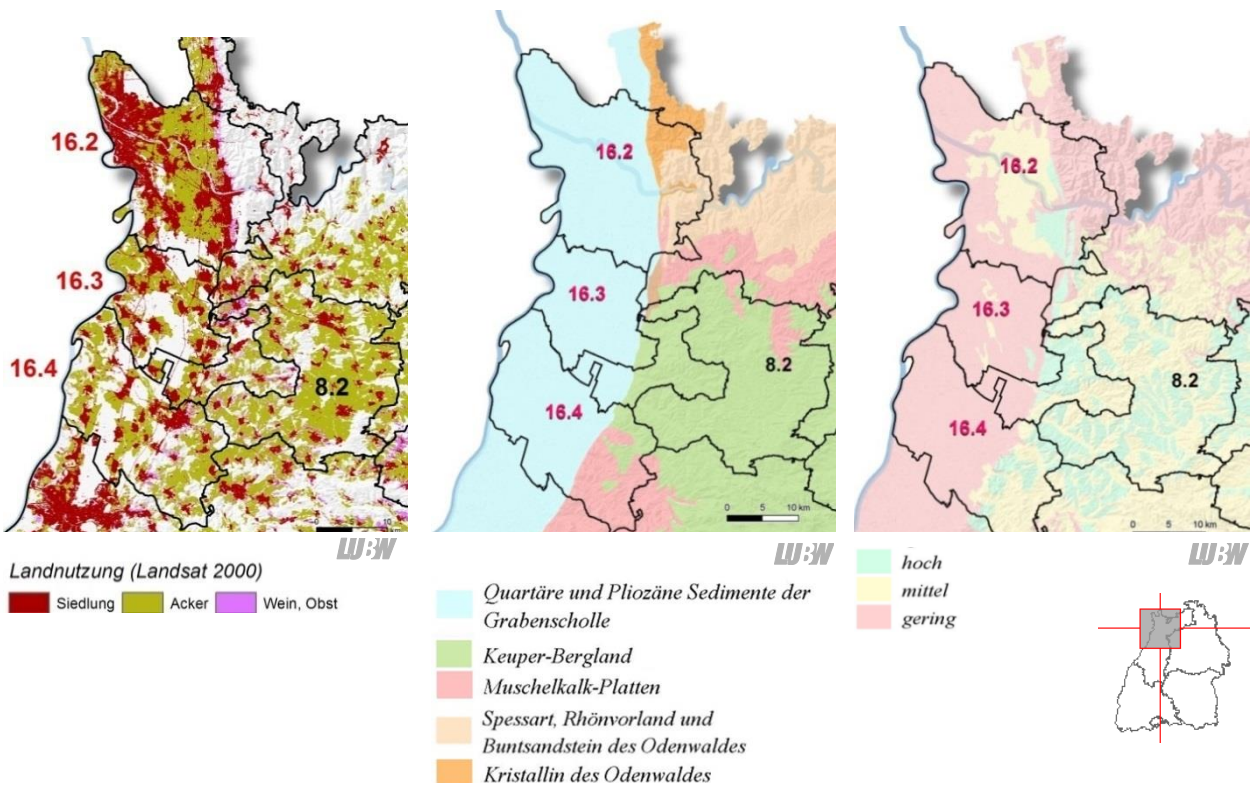 16.2
16.3
16.4
8.2
10
LUBW
Landnutzung (Landsat 2000)
Siedlung Acker Wein, Obst
16.2
16.3
8.2
16.4
0 5 10 km
LUBW
Quartäre und Pliozäne Sedimente der
Grabenscholle
Keuper-Bergland
Muschelkalk-Platten
Spessart, Rhönvorland und
Buntsandstein des Odenwaldes
Kristallin des Odenwaldes
16.2
16.3
8.2
16.4
0 5 10 km
LUBW
hoch
mittel
gering